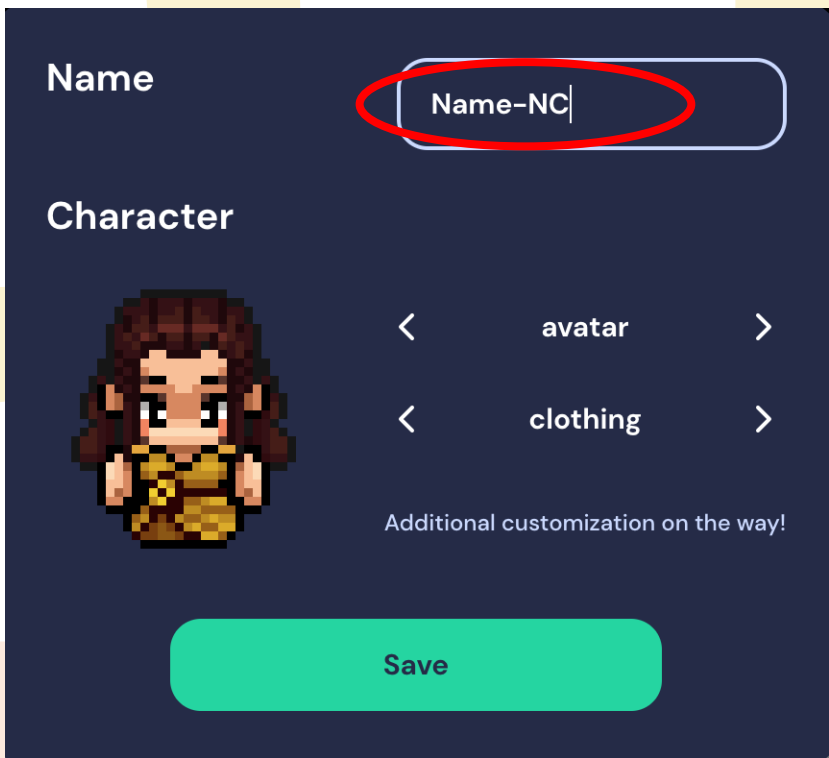 Name
Name-NC
Character
avatar
clothing
Additional customization on the way!
Save